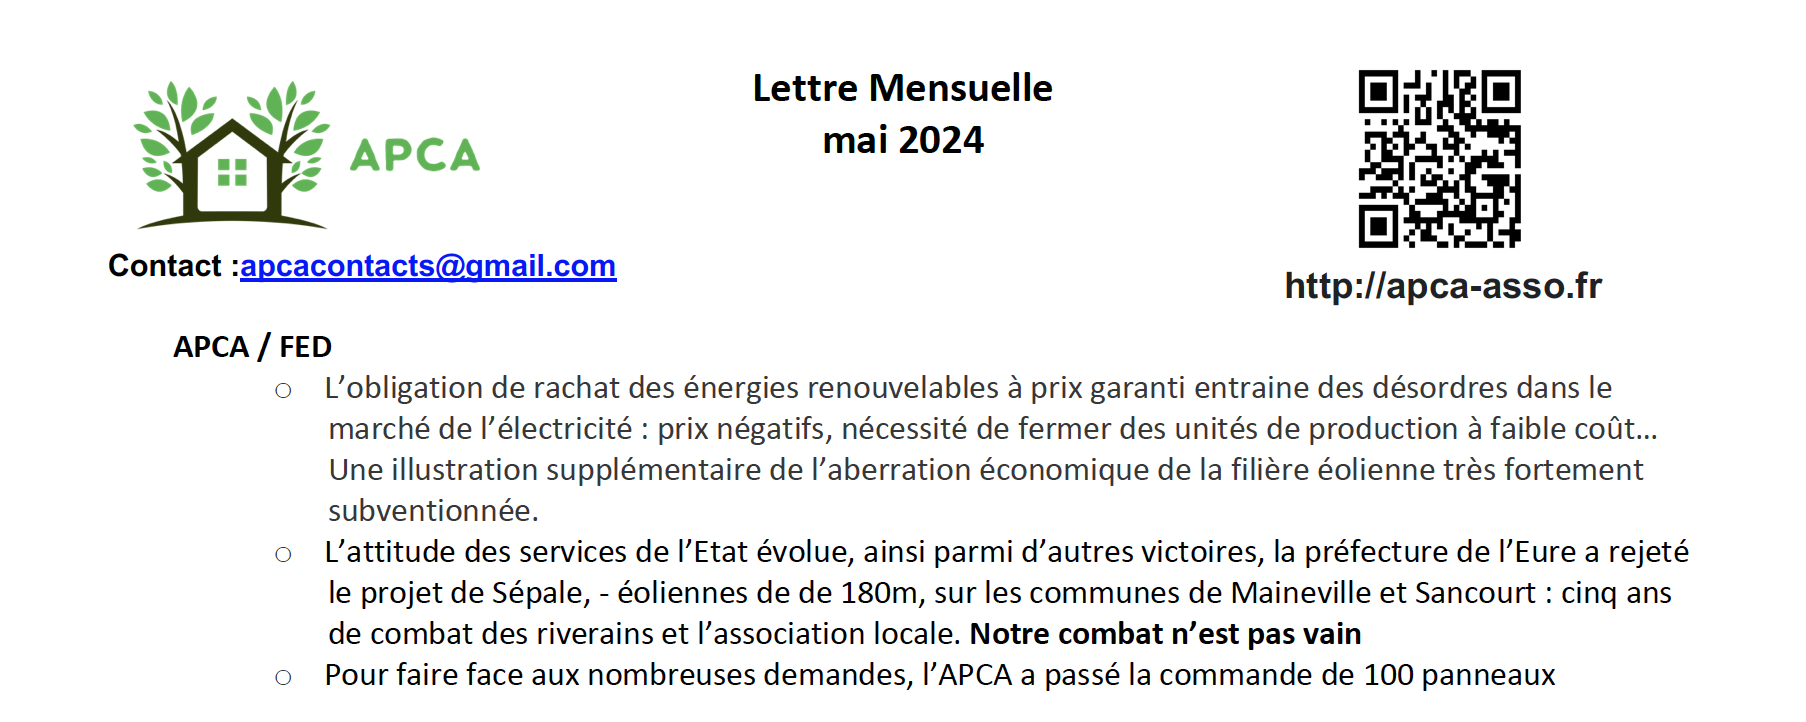 Lettre Mensuelle
mai 2024
APCA
Contact :apcacontacts@gmail.com
http://apca-asso.fr
APCA / FED
○ L’obligation de rachat des énergies renouvelables à prix garanti entraine des désordres dans le
marché de l’électricité : prix négatifs, nécessité de fermer des unités de production à faible coût…
Une illustration supplémentaire de l’aberration économique de la filière éolienne très fortement
subventionnée.
○ L’attitude des services de l’Etat évolue, ainsi parmi d’autres victoires, la préfecture de l’Eure a rejeté
le projet de Sépale, - éoliennes de de 180m, sur les communes de Maineville et Sancourt : cinq ans
de combat des riverains et l’association locale. Notre combat n’est pas vain
○ Pour faire face aux nombreuses demandes, l’APCA a passé la commande de 100 panneaux